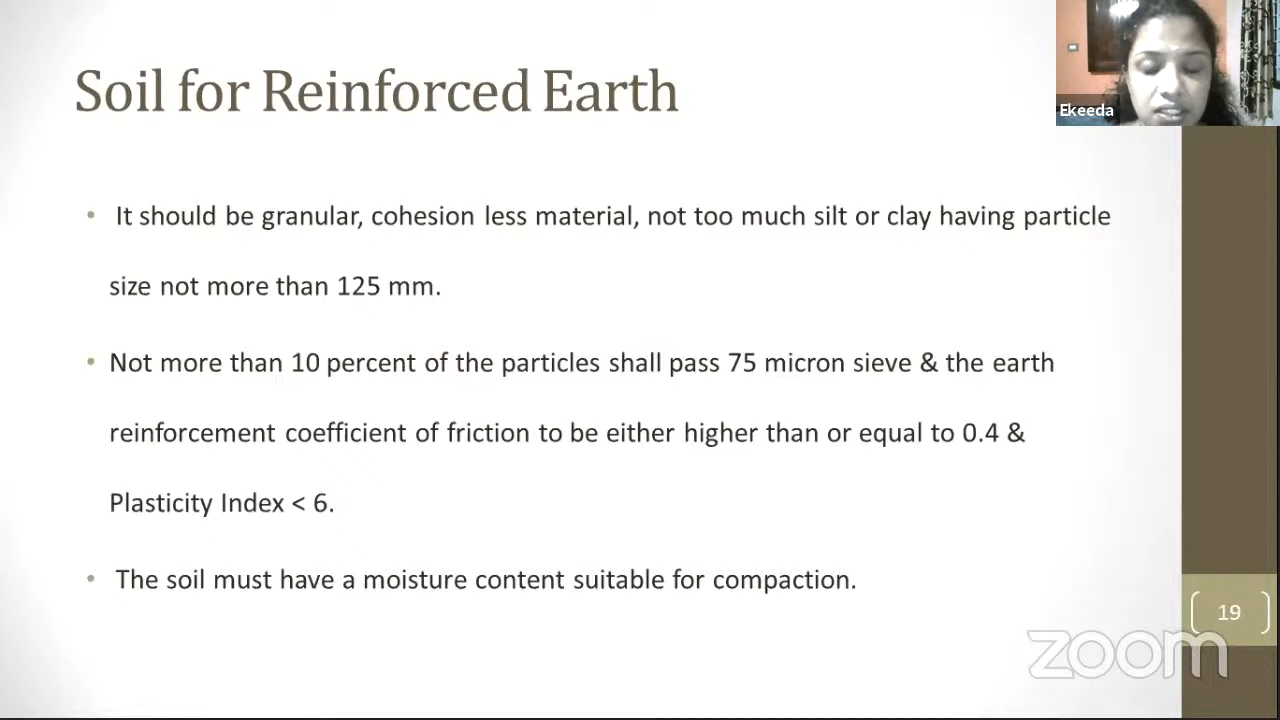 Soil for Reinforced Earth
Ekeeda
• It should be granular, cohesion less material, not too much silt or clay having particle
size not more than 125 mm.
• Not more than 10 percent of the particles shall pass 75 micron sieve & the earth
reinforcement coefficient of friction to be either higher than or equal to 0.4 &
Plasticity Index < 6.
• The soil must have a moisture content suitable for compaction.
19
zoom